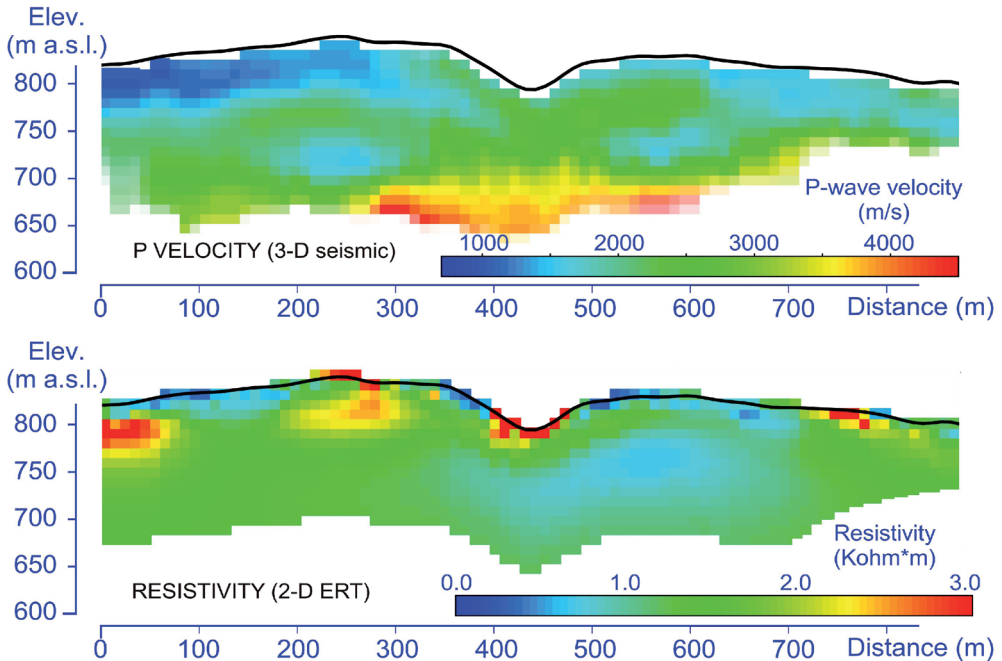 Elev.
(m a.s.l.)
800
750
700
650
600
P-wave velocity
(m/s)
P VELOCITY (3-D seismic)
1000 2000 3000 4000
0 100 200 300 400 500 600 700 Distance (m)
Elev.
(m a.s.l.)
800
750
700
650
600
Resistivity
(Kohm*m)
RESISTIVITY (2-D ERT)
0.0 1.0 2.0 3.0
0 100 200 300 400 500 600 700 Distance (m)